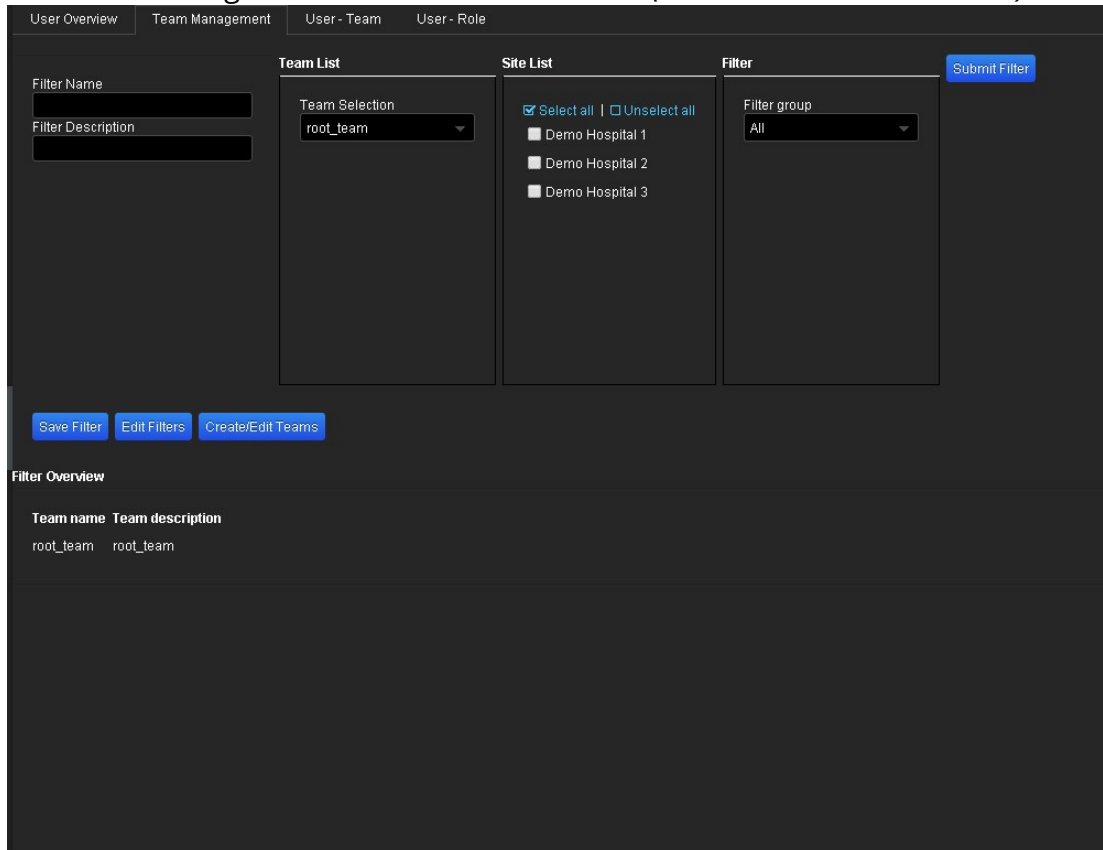 User Overview Team Management User - Team User - Role
Team List Site List Filter Submit Filter
Filter Name
Team Selection Select all | Unselect all Filter group
Filter Description root_team Demo Hospital 1 All
Demo Hospital 2
Demo Hospital 3
Save Filter Edit Filters Create/Edit Teams
Filter Overview
Team name Team description
root_team root_team